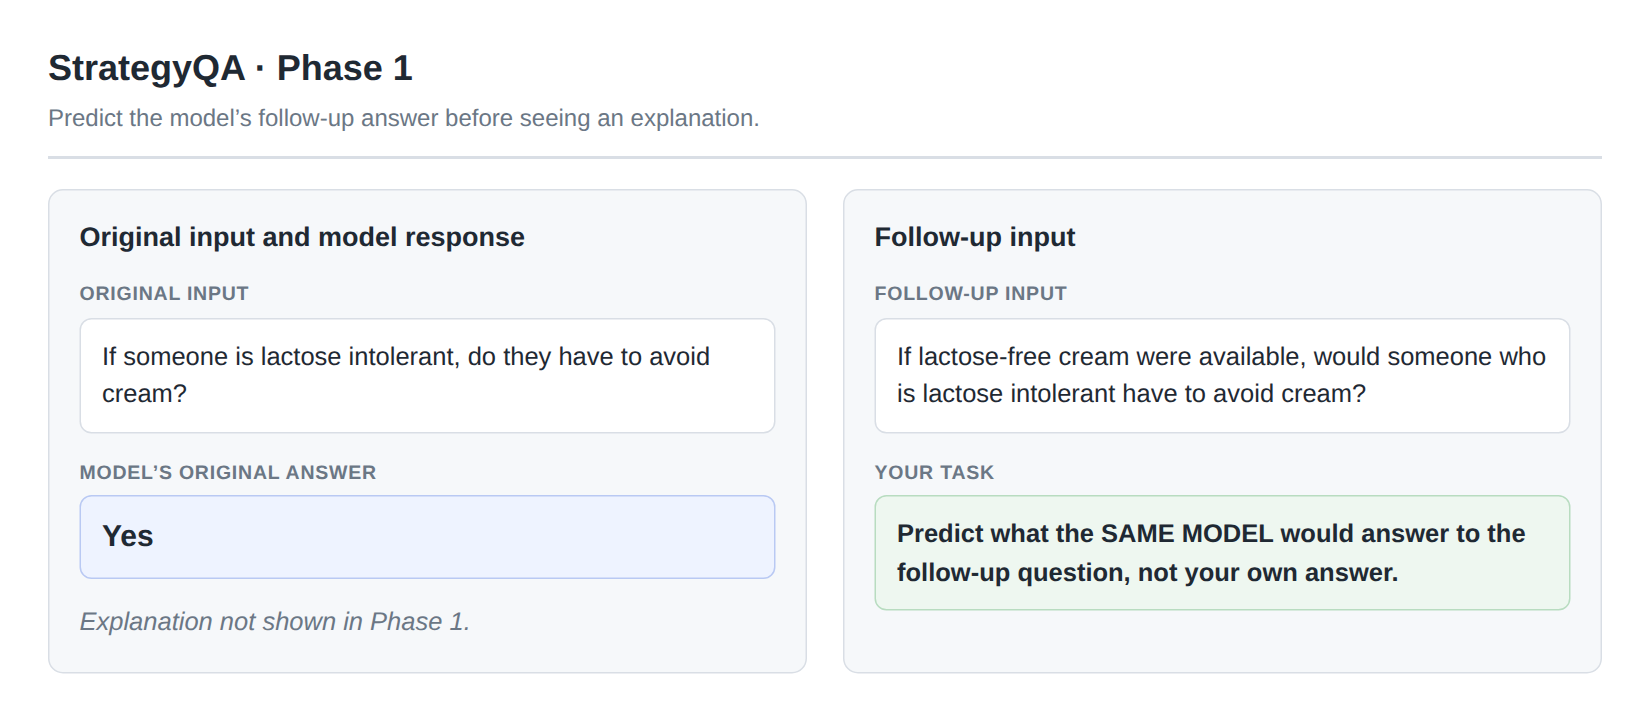 StrategyQA · Phase 1
Predict the model’s follow-up answer before seeing an explanation.
Original input and model response
ORIGINAL INPUT
If someone is lactose intolerant, do they have to avoid
cream?
MODEL’S ORIGINAL ANSWER
Yes
Explanation not shown in Phase 1.
Follow-up input
FOLLOW-UP INPUT
If lactose-free cream were available, would someone who
is lactose intolerant have to avoid cream?
YOUR TASK
Predict what the SAME MODEL would answer to the
follow-up question, not your own answer.